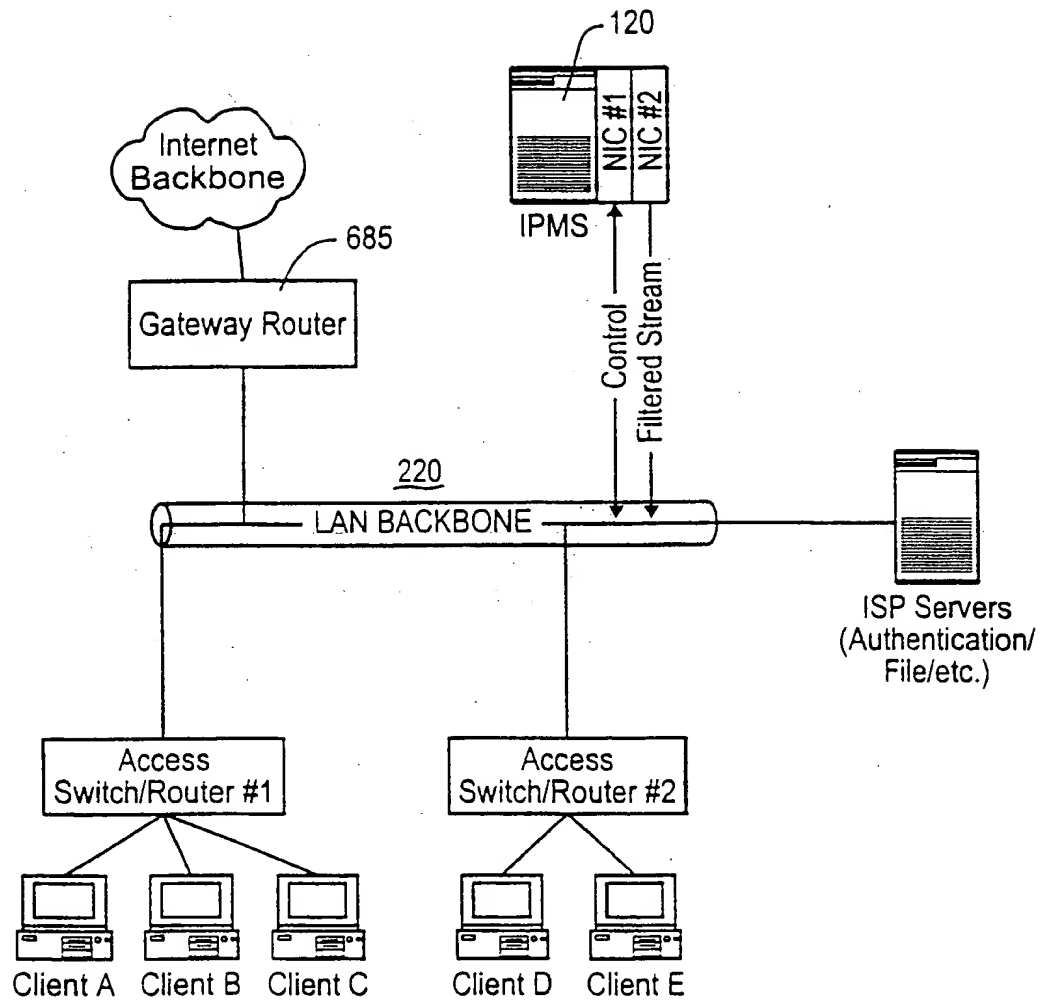 120
Internet
Backbone
NIC #1
NIC #2
IPMS
685
Gateway Router
Control
Filtered Stream
220
LAN BACKBONE
ISP Servers
(Authentication/
File/etc.)
Access
Switch/Router #1
Access
Switch/Router #2
Client A
Client B
Client C
Client D
Client E